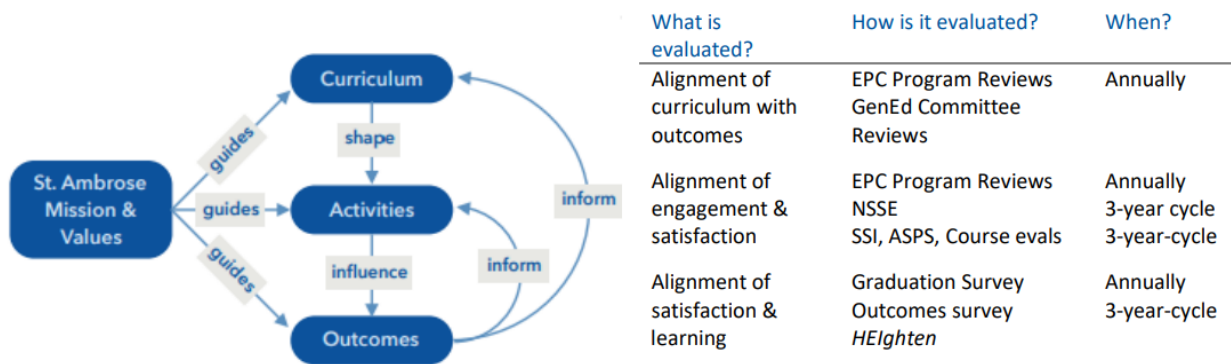 Curriculum
guides
shape
St. Ambrose
Mission &
Values
guides
Activities
inform
guides
influence
inform
Outcomes
What is
evaluated?
How is it evaluated?
When?
Alignment of
curriculum with
outcomes
EPC Program Reviews
GenEd Committee
Reviews
Annually
Alignment of
engagement &
satisfaction
EPC Program Reviews
NSSE
SSI, ASPS, Course evals
Annually
3-year cycle
3-year-cycle
Alignment of
satisfaction &
learning
Graduation Survey
Outcomes survey
HEIghten
Annually
3-year-cycle